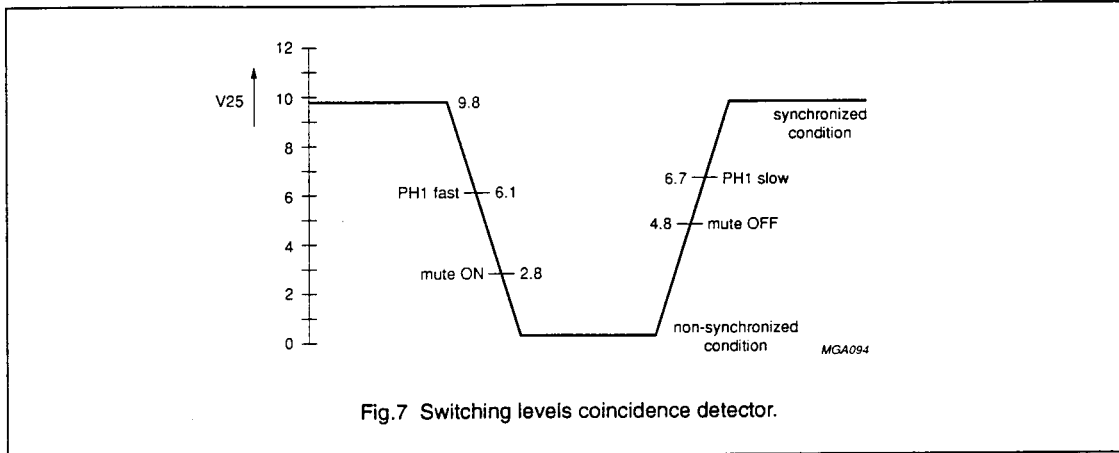 12
V25
10
9.8
synchronized
condition
8
6.7 PH1 slow
PH1 fast 6.1
6
4.8 mute OFF
4
mute ON 2.8
2
non-synchronized
condition
0
MGA094
Fig.7 Switching levels coincidence detector.